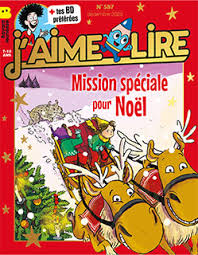 + tes BD
préférées
N° 587
décembre 2025
7-10 ANS
J'AIME LIRE
Mission spéciale
pour Noël